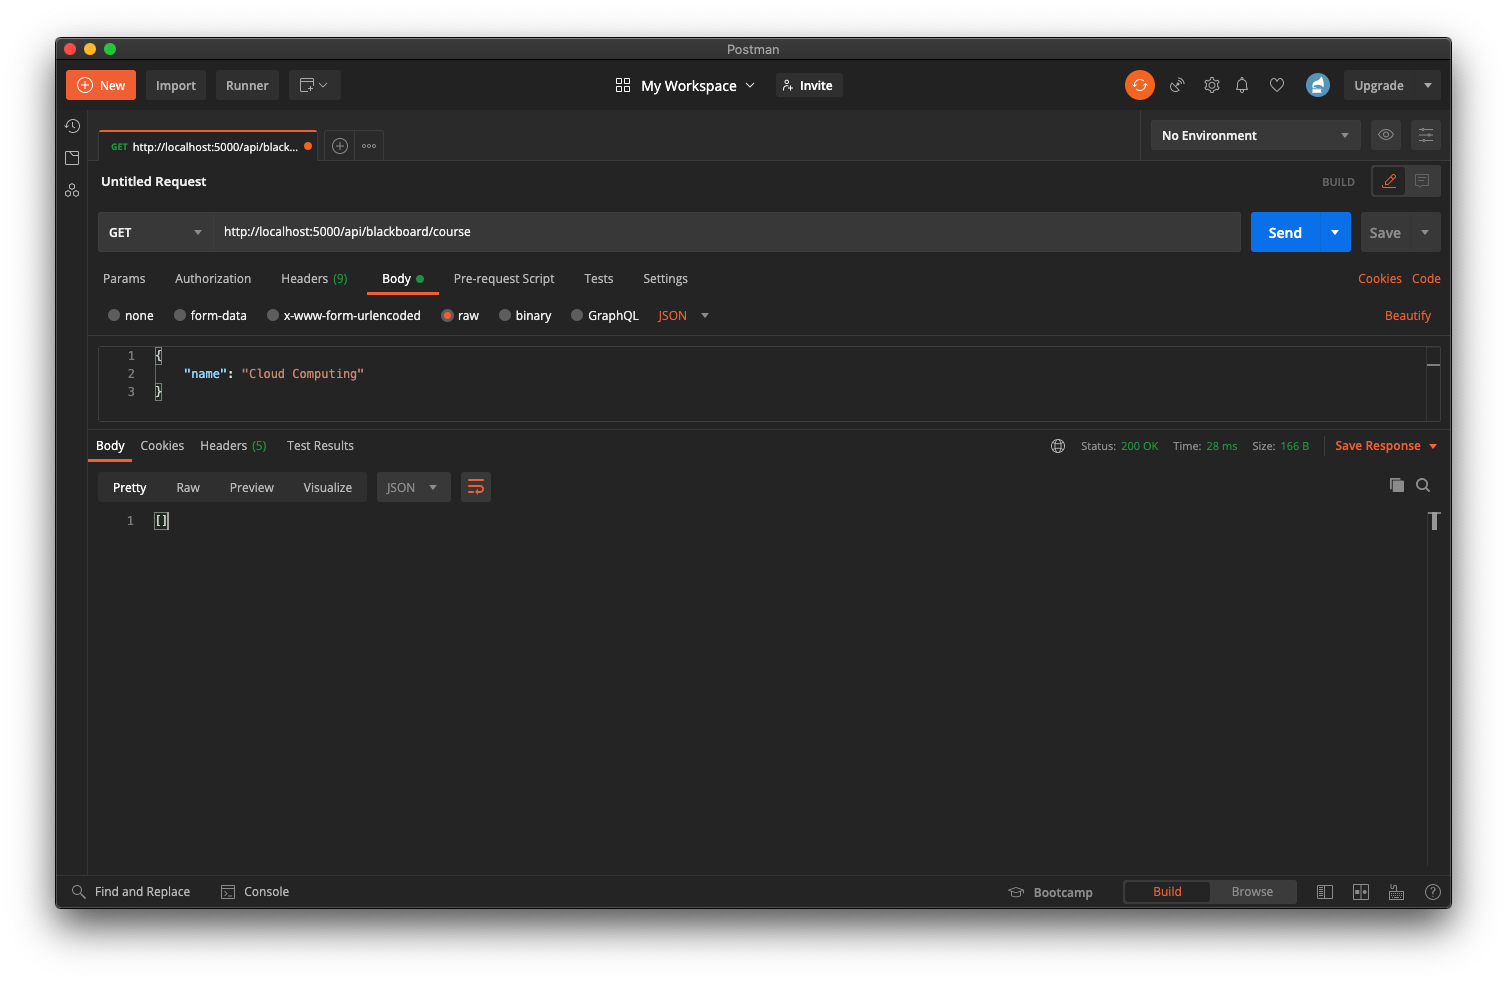 Postman
New
Import
Runner
My Workspace
Invite
Upgrade
GET http://localhost:5000/api/black...
No Environment
Untitled Request
BUILD
GET
http://localhost:5000/api/blackboard/course
Send
Save
Params
Authorization
Headers (9)
Body
Pre-request Script
Tests
Settings
Cookies
Code
none
form-data
x-www-form-urlencoded
raw
binary
GraphQL
JSON
Beautify
1 {
2 "name": "Cloud Computing"
3 }
Body
Cookies
Headers (5)
Test Results
Status: 200 OK
Time: 28 ms
Size: 166 B
Save Response
Pretty
Raw
Preview
Visualize
JSON
1 []
Find and Replace
Console
Bootcamp
Build
Browse